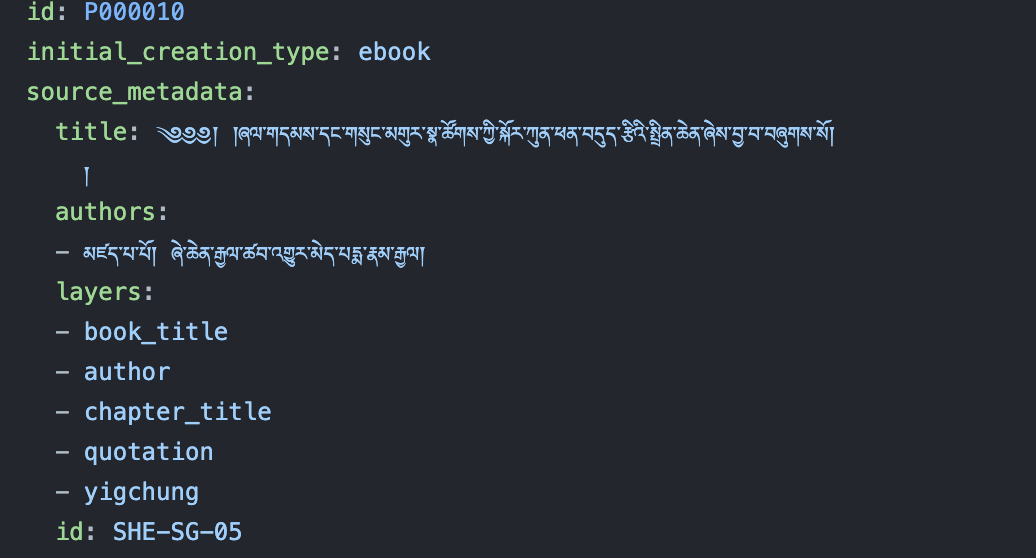 id: P000010
initial_creation_type: ebook
source_metadata:
title: ༄༅༅༅། །ཞལ་གདམས་དང་གསུང་མགུར་སྣ་ཚོགས་ཀྱི་སྐོར་ཀུན་ཕན་བདུད་རྩིའི་སྤྲིན་ཆེན་ཞེས་བྱ་བ་བཞུགས་སོ།
།
authors:
- མཛད་པ་པོ། ཞེ་ཆེན་རྒྱལ་ཚབ་འགྱུར་མེད་པདྨ་རྣམ་རྒྱལ།
layers:
- book_title
- author
- chapter_title
- quotation
- yigchung
id: SHE-SG-05